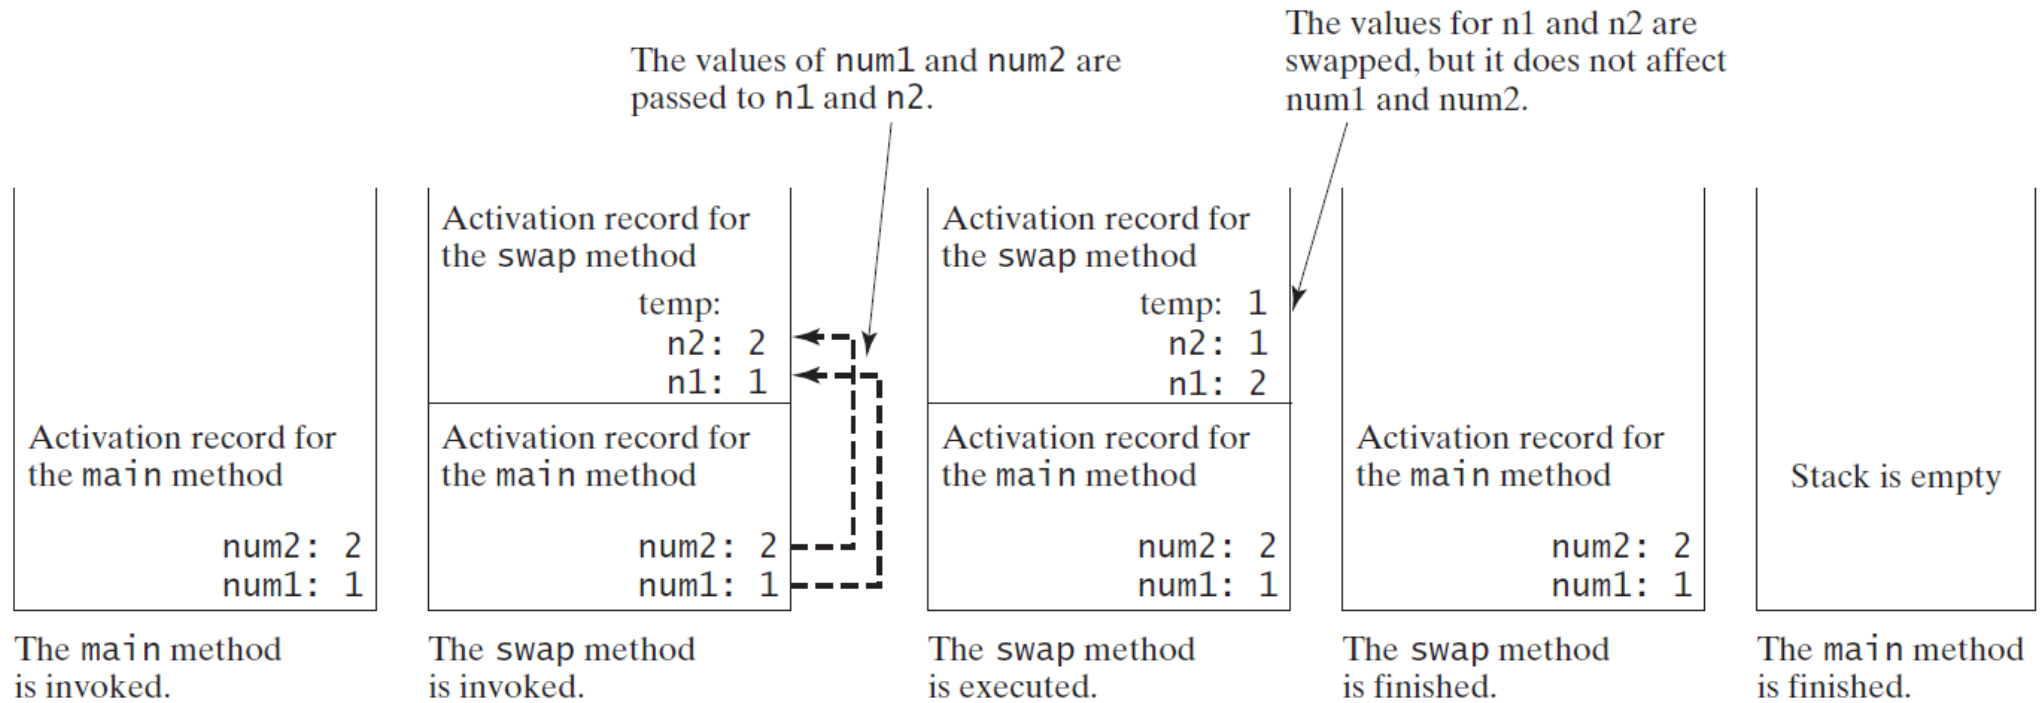 The values of num1 and num2 are
passed to n1 and n2.
The values for n1 and n2 are
swapped, but it does not affect
num1 and num2.
Activation record for
the main method
num2: 2
num1: 1
The main method
is invoked.
Activation record for
the swap method
temp:
n2: 2
n1: 1
Activation record for
the main method
num2: 2
num1: 1
The swap method
is invoked.
Activation record for
the swap method
temp: 1
n2: 1
n1: 2
Activation record for
the main method
num2: 2
num1: 1
The swap method
is executed.
Activation record for
the main method
num2: 2
num1: 1
The swap method
is finished.
Stack is empty
The main method
is finished.